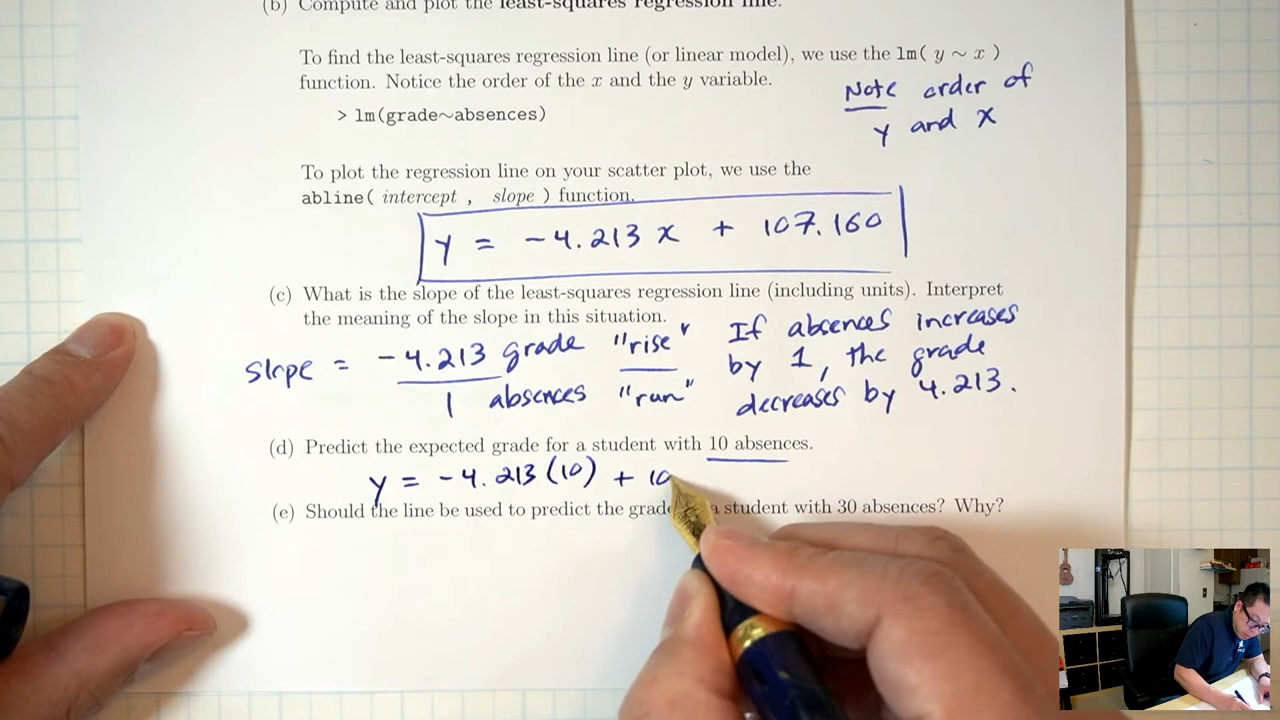 (b) Compute and plot the least-squares regression line.
To find the least-squares regression line (or linear model), we use the lm( y ~ x )
function. Notice the order of the x and the y variable.
Note order of
y and x
> lm(grade~absences)
To plot the regression line on your scatter plot, we use the
abline( intercept , slope ) function.
y = -4.213 x + 107.160
(c) What is the slope of the least-squares regression line (including units). Interpret
the meaning of the slope in this situation.
slope = -4.213 grade
1 absences
"rise"
"run"
If absences increases
by 1, the grade
decreases by 4.213.
(d) Predict the expected grade for a student with 10 absences.
y = -4.213 (10) + 10
(e) Should the line be used to predict the grade a student with 30 absences? Why?